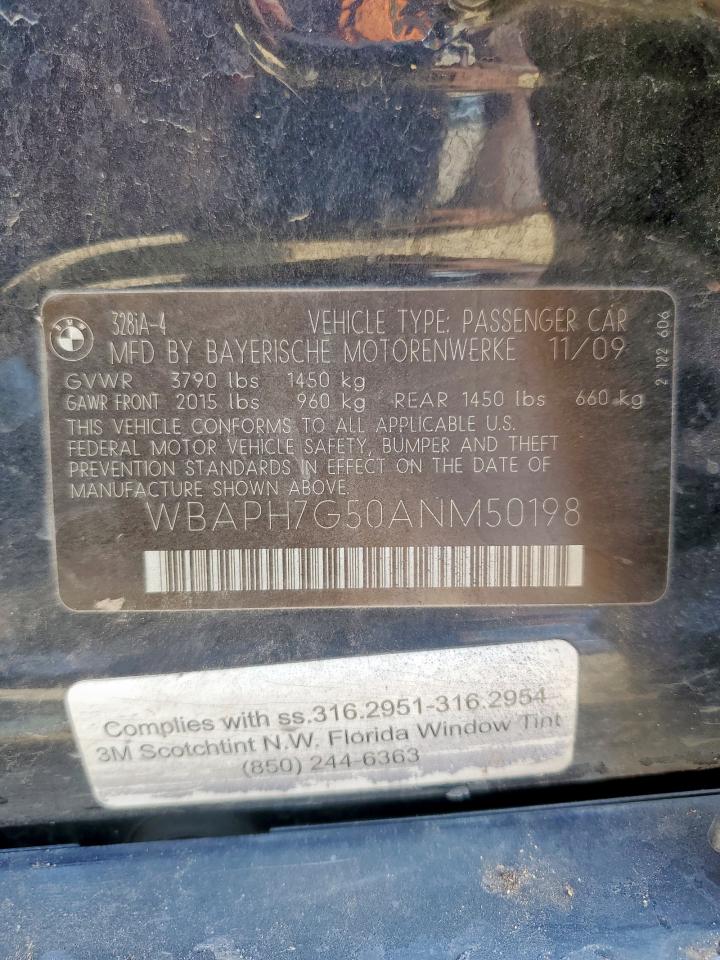 BMW
328iA-4 VEHICLE TYPE: PASSENGER CAR
MFD BY BAYERISCHE MOTORENWERKE 11/09
GVWR 3790 lbs 1450 kg
GAWR FRONT 2015 lbs 960 kg REAR 1450 lbs 660 kg
THIS VEHICLE CONFORMS TO ALL APPLICABLE U.S.
FEDERAL MOTOR VEHICLE SAFETY, BUMPER AND THEFT
PREVENTION STANDARDS IN EFFECT ON THE DATE OF
MANUFACTURE SHOWN ABOVE.
WBAPH7G50ANM50198
2 122 606
Complies with ss.316.2951-316.2954
3M Scotchtint N.W. Florida Window Tint
(850) 244-6363